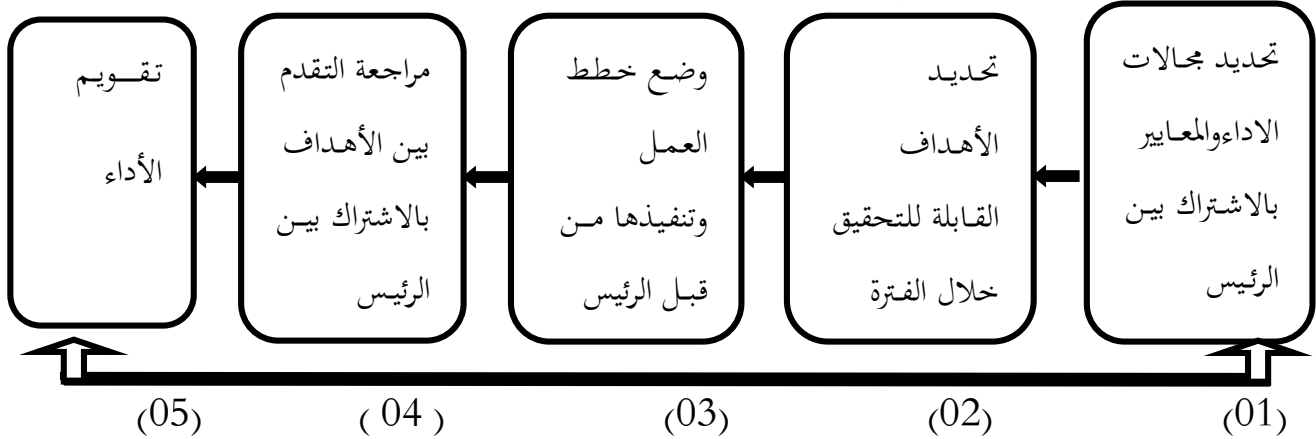 تحديد مجالات
الاداءوالمعايير
بالاشتراك بين
الرئيس
تحديد
الأهداف
القابلة للتحقيق
خلال الفترة
وضع خطط
العمل
وتنفيذها من
قبل الرئيس
مراجعة التقدم
بين الأهداف
بالاشتراك بين
الرئيس
تقويم
الأداء
(01)
(02)
(03)
( 04 )
(05)